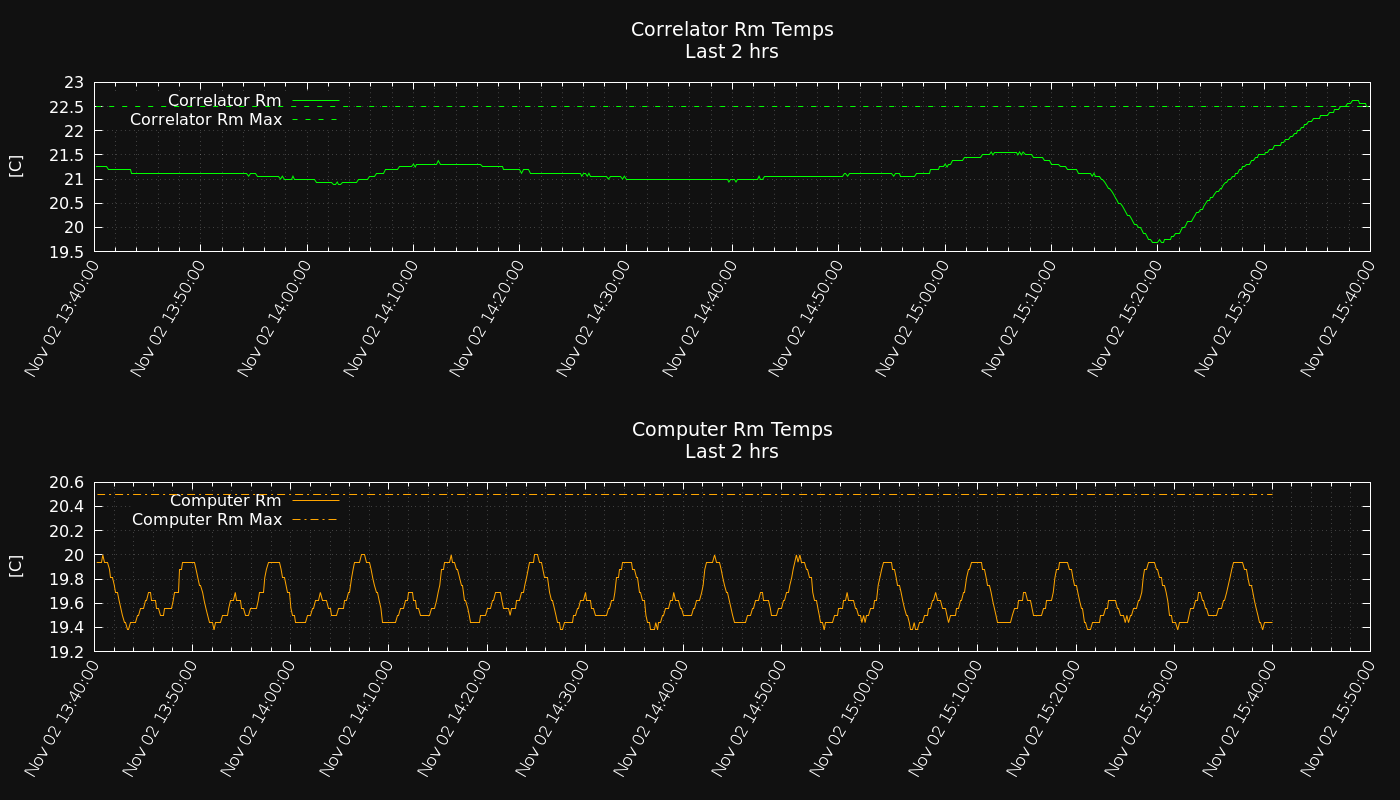 Correlator Rm Temps
Last 2 hrs
23
22.5
22
21.5
21
20.5
20
19.5
[C]
Correlator Rm
Correlator Rm Max
Nov 02 13:40:00
Nov 02 13:50:00
Nov 02 14:00:00
Nov 02 14:10:00
Nov 02 14:20:00
Nov 02 14:30:00
Nov 02 14:40:00
Nov 02 14:50:00
Nov 02 15:00:00
Nov 02 15:10:00
Nov 02 15:20:00
Nov 02 15:30:00
Nov 02 15:40:00
Computer Rm Temps
Last 2 hrs
20.6
20.4
20.2
20
19.8
19.6
19.4
19.2
[C]
Computer Rm
Computer Rm Max
Nov 02 13:40:00
Nov 02 13:50:00
Nov 02 14:00:00
Nov 02 14:10:00
Nov 02 14:20:00
Nov 02 14:30:00
Nov 02 14:40:00
Nov 02 14:50:00
Nov 02 15:00:00
Nov 02 15:10:00
Nov 02 15:20:00
Nov 02 15:30:00
Nov 02 15:40:00
Nov 02 15:50:00